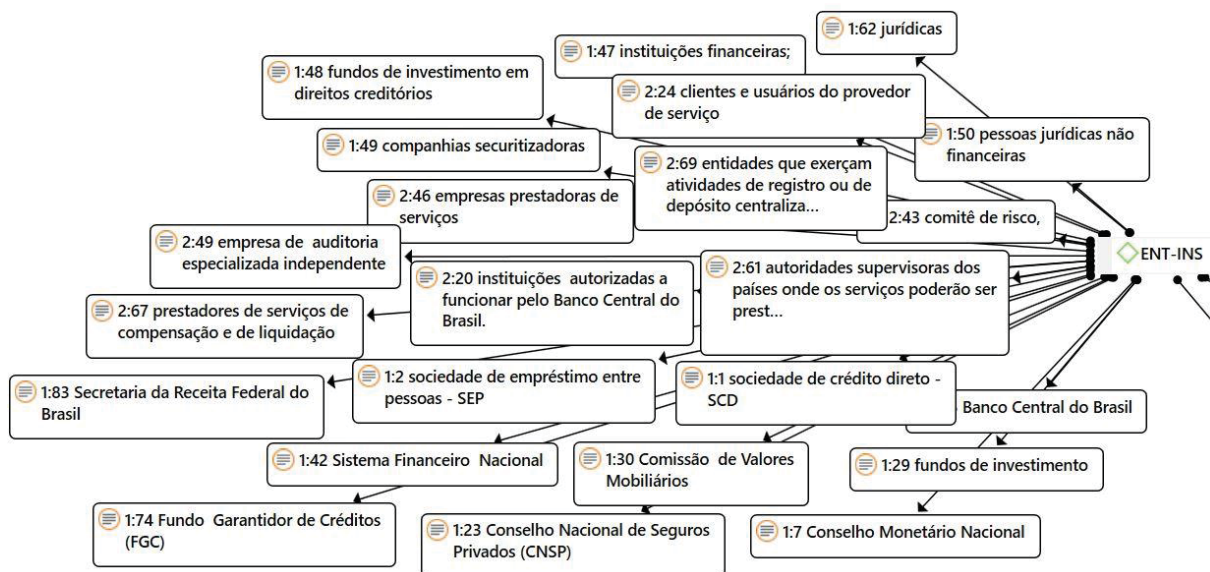 1:62 jurídicas
1:47 instituições financeiras;
1:48 fundos de investimento em
direitos creditórios
2:24 clientes e usuários do provedor
de serviço
1:50 pessoas jurídicas não
financeiras
1:49 companhias securitizadoras
2:69 entidades que exerçam
atividades de registro ou de
depósito centraliza...
2:46 empresas prestadoras de
serviços
2:43 comitê de risco,
2:49 empresa de auditoria
especializada independente
ENT-INS
2:20 instituições autorizadas a
funcionar pelo Banco Central do
Brasil.
2:61 autoridades supervisoras dos
países onde os serviços poderão ser
prest...
2:67 prestadores de serviços de
compensação e de liquidação
1:83 Secretaria da Receita Federal do
Brasil
1:2 sociedade de empréstimo entre
pessoas - SEP
1:1 sociedade de crédito direto -
SCD
Banco Central do Brasil
1:42 Sistema Financeiro Nacional
1:30 Comissão de Valores
Mobiliários
1:29 fundos de investimento
1:74 Fundo Garantidor de Créditos
(FGC)
1:23 Conselho Nacional de Seguros
Privados (CNSP)
1:7 Conselho Monetário Nacional